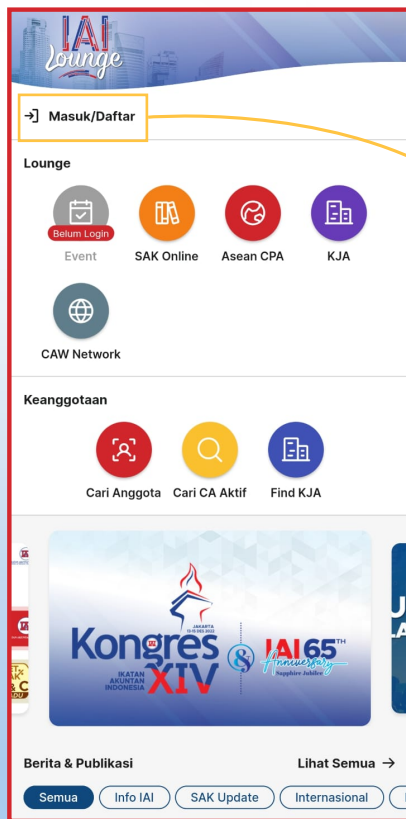 IAI
Lounge
Masuk/Daftar
Lounge
Belum Login
Event
SAK Online
Asean CPA
KJA
CAW Network
Keanggotaan
Cari Anggota
Cari CA Aktif
Find KJA
JAKARTA
Kongres
IKATAN
AKUNTAN
INDONESIA
XIV
&
IAI 65TH
Anniversary
Sapphire Jubilee
Berita & Publikasi
Lihat Semua →
Semua
Info IAI
SAK Update
Internasional